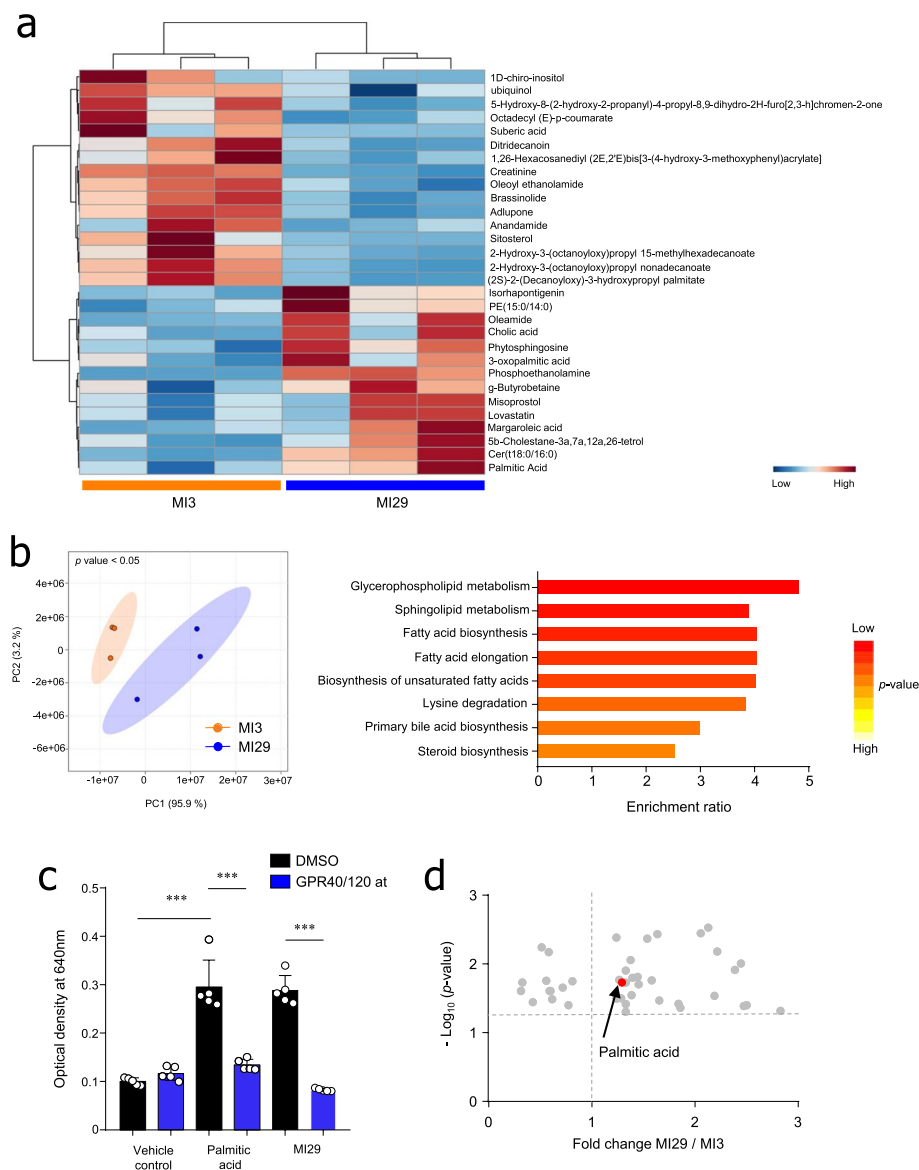 a
1D-chiro-inositol
ubiquinol
5-Hydroxy-8-(2-hydroxy-2-propanyl)-4-propyl-8,9-dihydro-2H-furo[2,3-h]chromen-2-one
Octadecyl (E)-p-coumarate
Suberic acid
Ditridecanoin
1,26-Hexacosanediyl (2E,2'E)bis[3-(4-hydroxy-3-methoxyphenyl)acrylate]
Creatinine
Oleoyl ethanolamide
Brassinolide
Adlupone
Anandamide
Sitosterol
2-Hydroxy-3-(octanoyloxy)propyl 15-methylhexadecanoate
2-Hydroxy-3-(octanoyloxy)propyl nonadecanoate
(2S)-2-(Decanoyloxy)-3-hydroxypropyl palmitate
Isorhapontigenin
PE(15:0/14:0)
Oleamide
Cholic acid
Phytosphingosine
3-oxopalmitic acid
Phosphoethanolamine
g-Butyrobetaine
Misoprostol
Lovastatin
Margaroleic acid
5b-Cholestane-3a,7a,12a,26-tetrol
Cer(t18:0/16:0)
Palmitic Acid
Low High
MI3 MI29
b
p value < 0.05
4e+06
2e+06
0
-2e+06
-4e+06
-6e+06
PC2 (3.2 %)
MI3
MI29
-1e+07 0 1e+07 2e+07 3e+07
PC1 (95.9 %)
Glycerophospholipid metabolism
Sphingolipid metabolism
Fatty acid biosynthesis
Fatty acid elongation
Biosynthesis of unsaturated fatty acids
Lysine degradation
Primary bile acid biosynthesis
Steroid biosynthesis
0 1 2 3 4 5
Enrichment ratio
Low
p-value
High
c
DMSO
GPR40/120 at
*** *** ***
0.5
0.4
0.3
0.2
0.1
0
Optical density at 640nm
Vehicle control
Palmitic acid
MI29
d
3
2
1
0
- Log10 (p-value)
Palmitic acid
0 1 2 3
Fold change MI29 / MI3